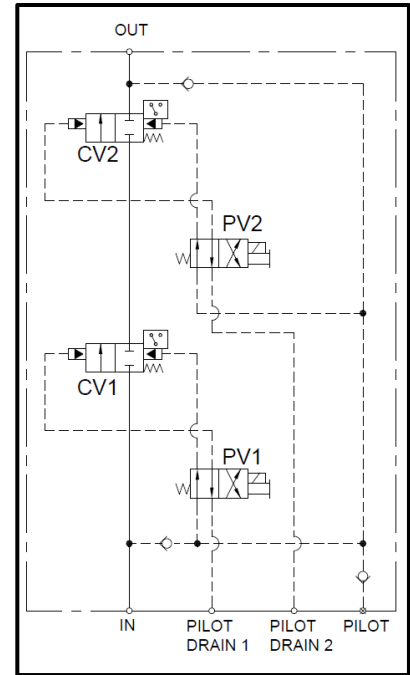 OUT
CV2
PV2
CV1
PV1
IN
PILOT
DRAIN 1
PILOT
DRAIN 2
PILOT